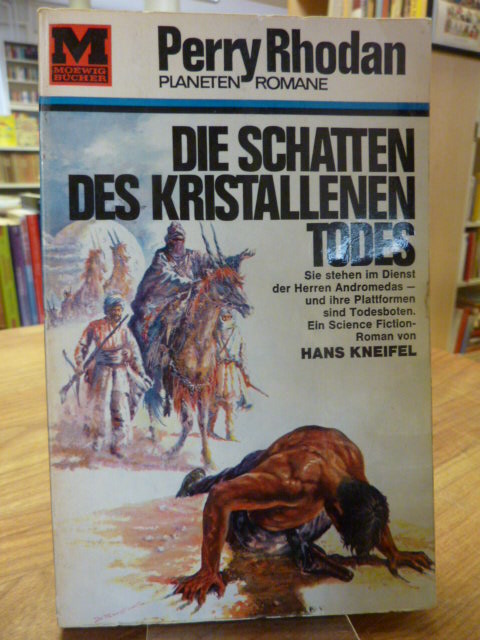 M
MOEWIG
BÜCHER
Perry Rhodan
PLANETEN ROMANE
DIE SCHATTEN
DES KRISTALLENEN
TODES
Sie stehen im Dienst
der Herren Andromedas —
und ihre Plattformen
sind Todesboten.
Ein Science Fiction-
Roman von
HANS KNEIFEL